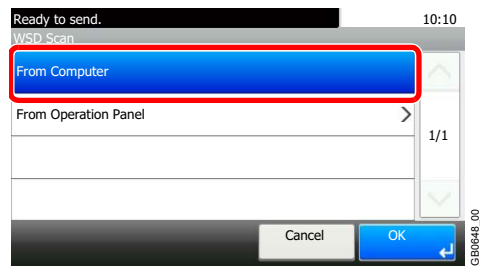 Ready to send.
10:10
WSD Scan
From Computer
From Operation Panel
1/1
Cancel
OK
GB0648_00